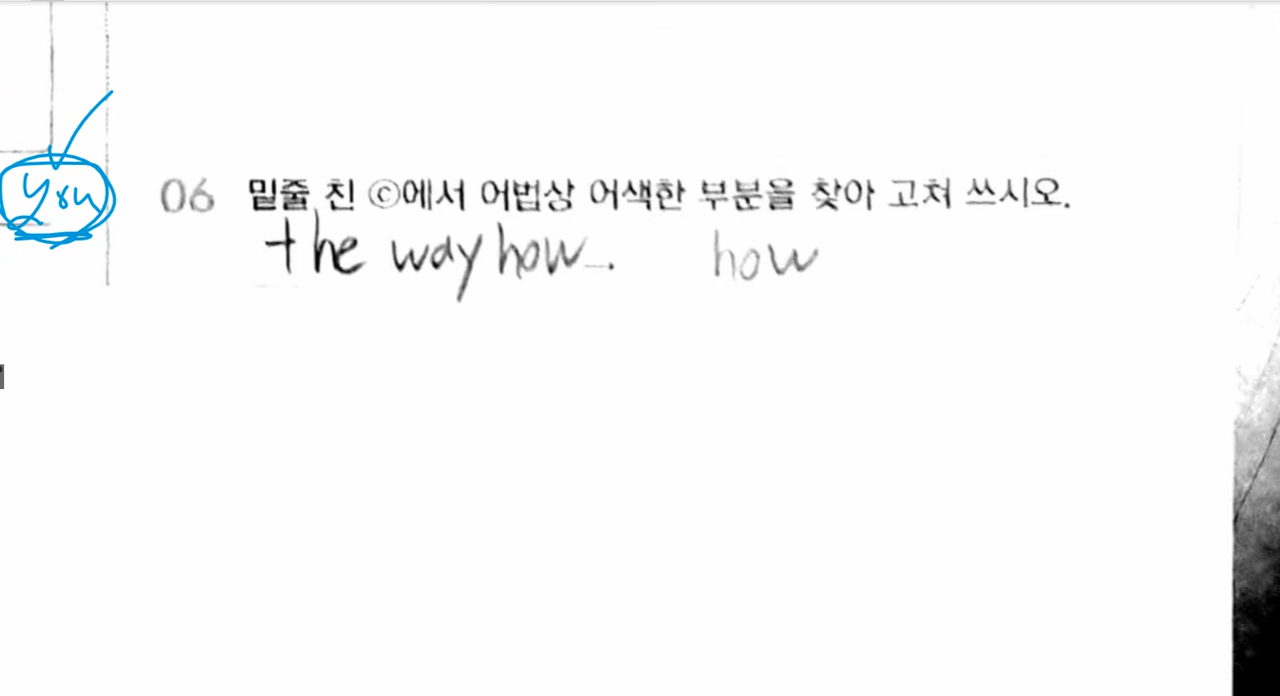 you
06 밑줄 친 ⓒ에서 어법상 어색한 부분을 찾아 고쳐 쓰시오.
the way how... how